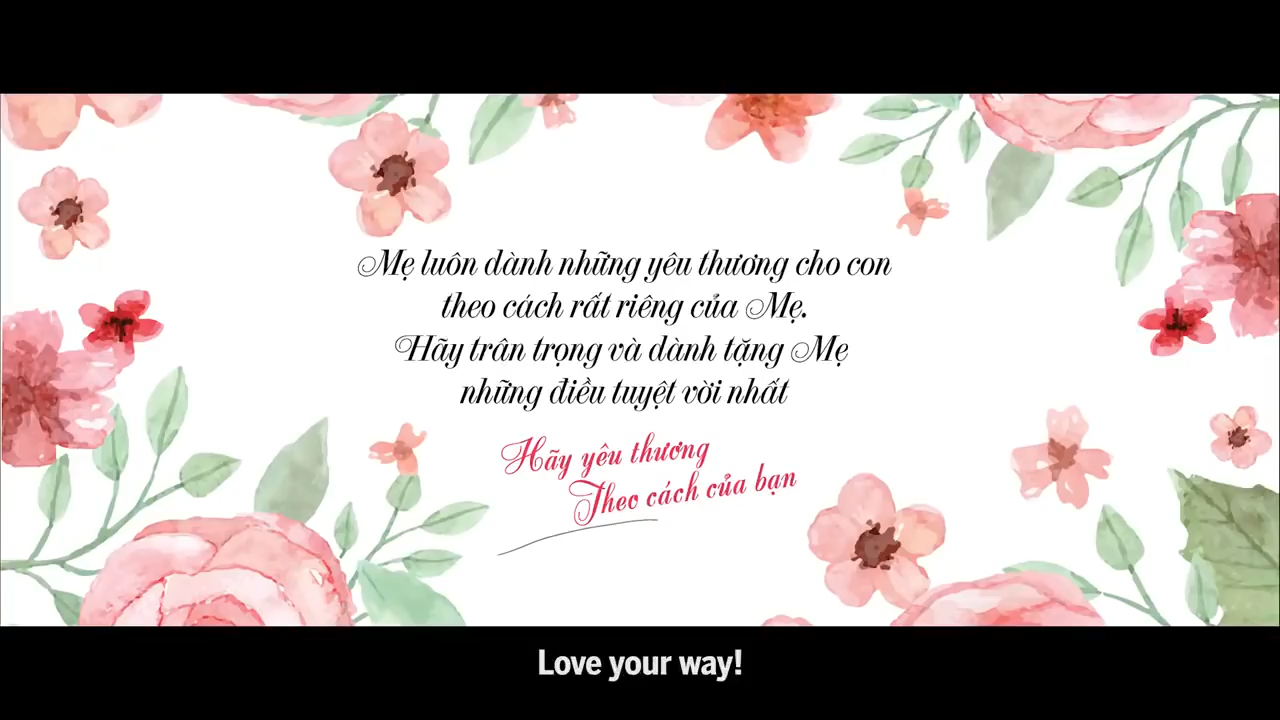 Mẹ luôn dành những yêu thương cho con
theo cách rất riêng của Mẹ.
Hãy trân trọng và dành tặng Mẹ
những điều tuyệt vời nhất
Hãy yêu thương
Theo cách của bạn
Love your way!